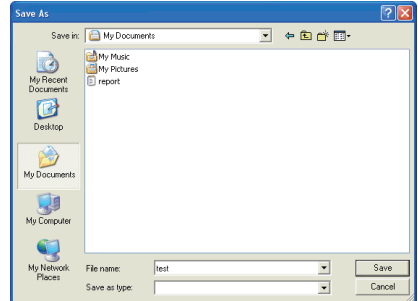 Save As
Save in:
My Documents
My Recent
Documents
Desktop
My Documents
My Computer
My Network
Places
My Music
My Pictures
report
File name:
test
Save
Save as type:
Cancel